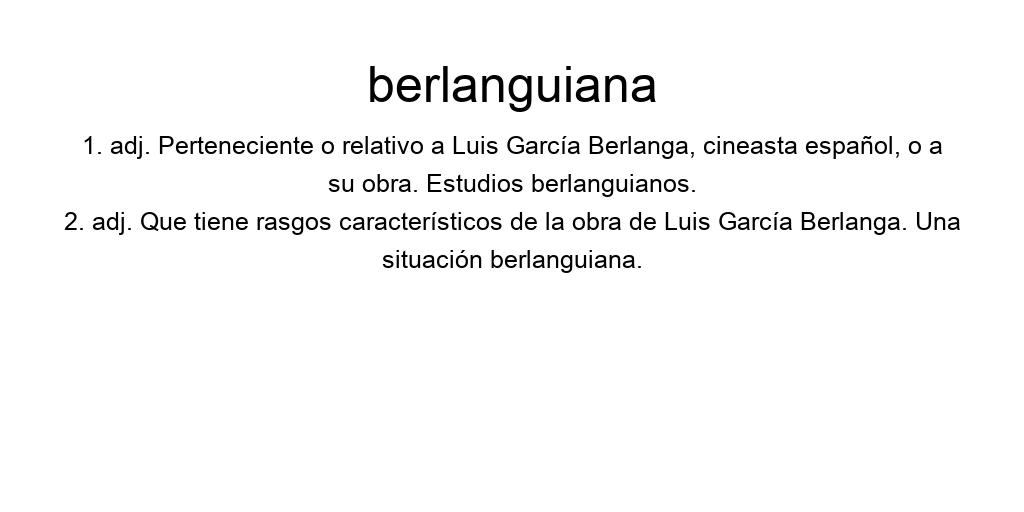 berlanguiana
1. adj. Perteneciente o relativo a Luis García Berlanga, cineasta español, o a
su obra. Estudios berlanguianos.
2. adj. Que tiene rasgos característicos de la obra de Luis García Berlanga. Una
situación berlanguiana.